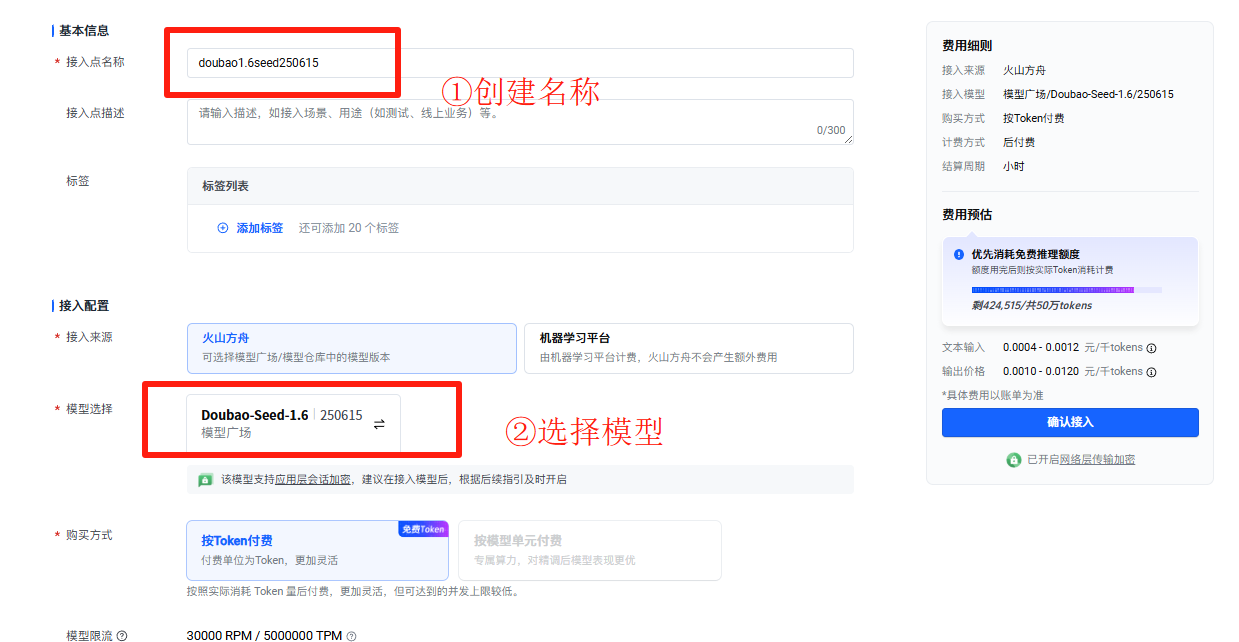 基本信息
* 接入点名称
doubao1.6seed250615
①创建名称
接入点描述
请输入描述，如接入场景、用途（如测试、线上业务）等。
0/300
标签
标签列表
添加标签 还可添加 20 个标签
接入配置
* 接入来源
火山方舟
可选择模型广场/模型仓库中的模型版本
机器学习平台
由机器学习平台计费，火山方舟不会产生额外费用
* 模型选择
Doubao-Seed-1.6 | 250615
模型广场
②选择模型
该模型支持应用层会话加密，建议在接入模型后，根据后续指引及时开启
* 购买方式
按Token付费
免费Token
付费单位为Token，更加灵活
按模型单元付费
专属算力，对精调后模型表现更优
按照实际消耗 Token 量后付费，更加灵活，但可达到的并发上限较低。
模型限流
30000 RPM / 5000000 TPM
费用细则
接入来源 火山方舟
接入模型 模型广场/Doubao-Seed-1.6/250615
购买方式 按Token付费
计费方式 后付费
结算周期 小时
费用预估
优先消耗免费推理额度
额度用完后则按实际Token消耗计费
剩424,515/共50万tokens
文本输入 0.0004 - 0.0012 元/千tokens
输出价格 0.0010 - 0.0120 元/千tokens
*具体费用以账单为准
确认接入
已开启网络层传输加密